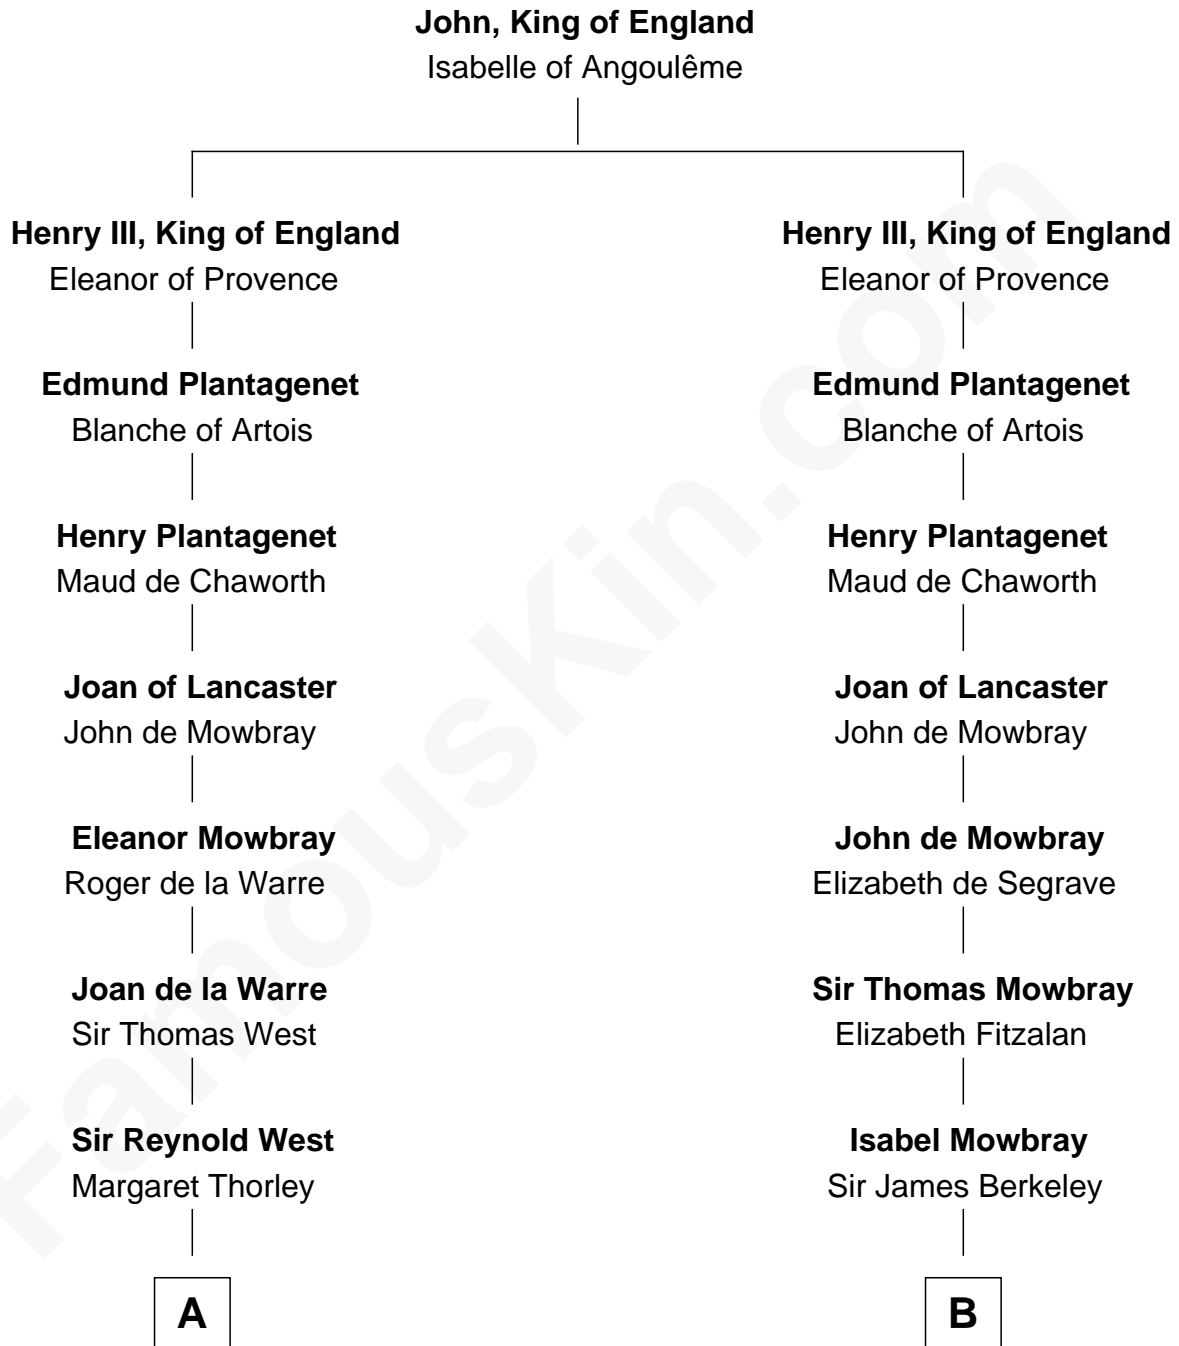 John, King of England
Isabelle of Angoulême
Henry III, King of England
Eleanor of Provence
Edmund Plantagenet
Blanche of Artois
Henry Plantagenet
Maud de Chaworth
Joan of Lancaster
John de Mowbray
Eleanor Mowbray
Roger de la Warre
Joan de la Warre
Sir Thomas West
Sir Reynold West
Margaret Thorley
A
Henry III, King of England
Eleanor of Provence
Edmund Plantagenet
Blanche of Artois
Henry Plantagenet
Maud de Chaworth
Joan of Lancaster
John de Mowbray
John de Mowbray
Elizabeth de Segrave
Sir Thomas Mowbray
Elizabeth Fitzalan
Isabel Mowbray
Sir James Berkeley
B
FamousKin.com